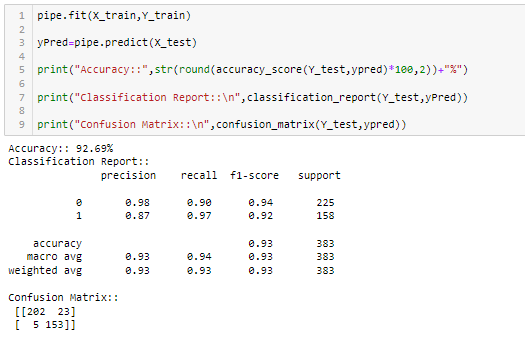 1 pipe.fit(X_train,Y_train)
2
3 yPred=pipe.predict(X_test)
4
5 print("Accuracy::",str(round(accuracy_score(Y_test,ypred)*100,2))+"%")
6
7 print("Classification Report::\n",classification_report(Y_test,yPred))
8
9 print("Confusion Matrix::\n",confusion_matrix(Y_test,ypred))
Accuracy:: 92.69%
Classification Report::
precision recall f1-score support
0 0.98 0.90 0.94 225
1 0.87 0.97 0.92 158
accuracy 0.93 383
macro avg 0.93 0.94 0.93 383
weighted avg 0.93 0.93 0.93 383
Confusion Matrix::
[[202 23]
[ 5 153]]